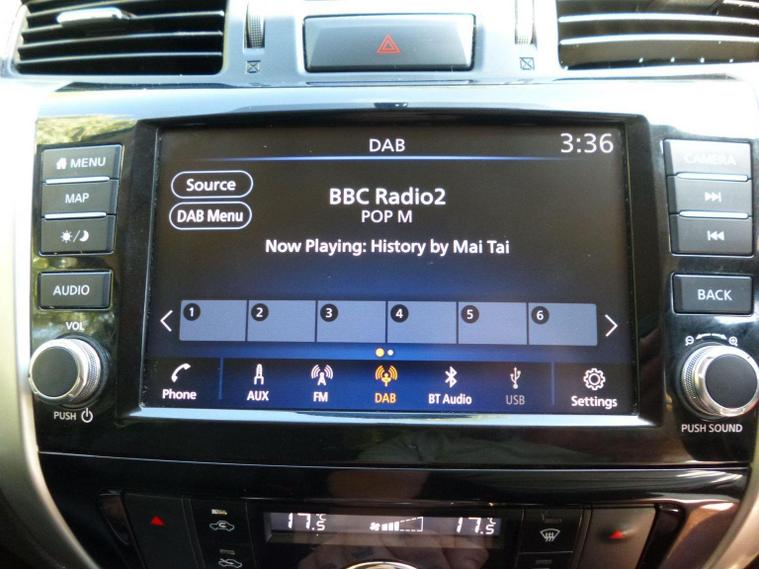 DAB
3:36
MENU
MAP
AUDIO
VOL
PUSH
Source
DAB Menu
BBC Radio2
POP M
Now Playing: History by Mai Tai
1
2
3
4
5
6
Phone
AUX
FM
DAB
BT Audio
USB
Settings
CAMERA
BACK
PUSH SOUND
17.5
17.5°C